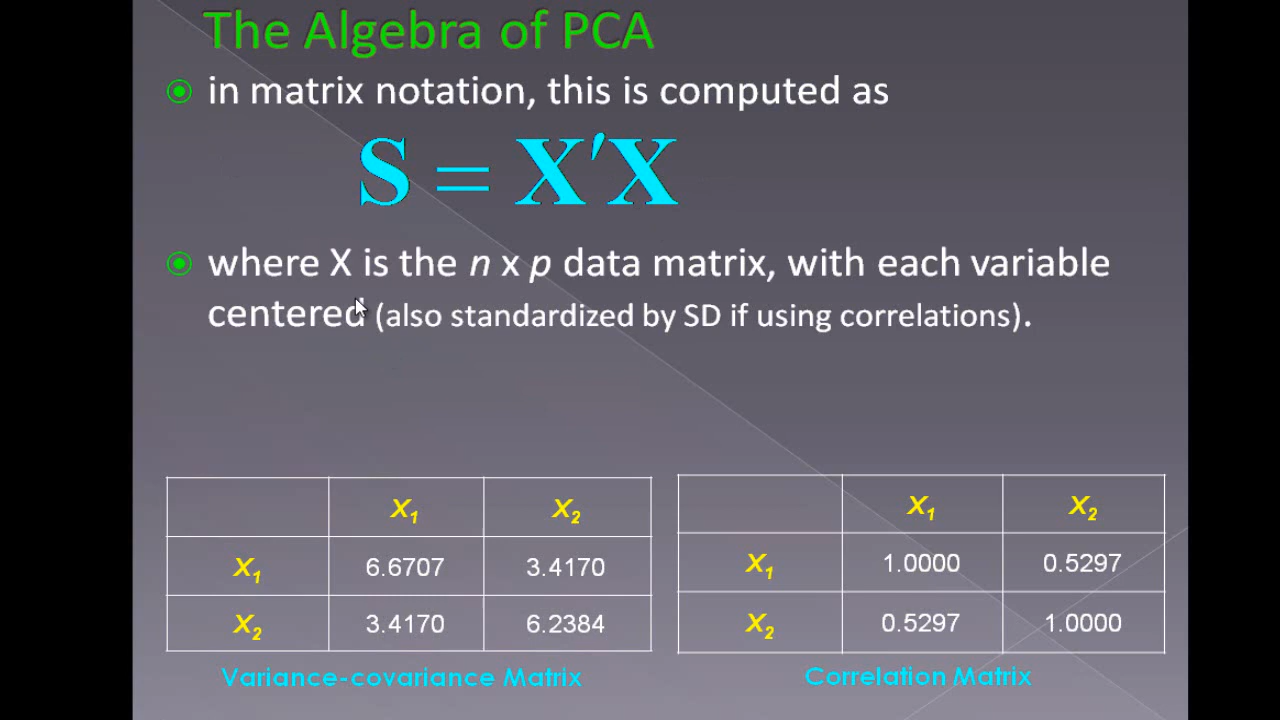 The Algebra of PCA
in matrix notation, this is computed as
S = X′X
where X is the n x p data matrix, with each variable
centered (also standardized by SD if using correlations).
X1 X2
X1 6.6707 3.4170
X2 3.4170 6.2384
Variance-covariance Matrix
X1 X2
X1 1.0000 0.5297
X2 0.5297 1.0000
Correlation Matrix